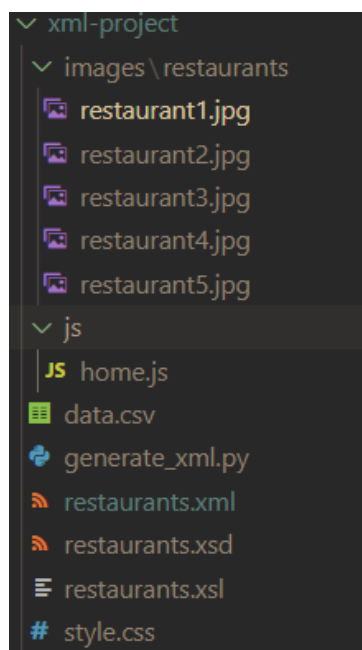 xml-project
images\restaurants
restaurant1.jpg
restaurant2.jpg
restaurant3.jpg
restaurant4.jpg
restaurant5.jpg
js
JS home.js
data.csv
generate_xml.py
restaurants.xml
restaurants.xsd
restaurants.xsl
# style.css